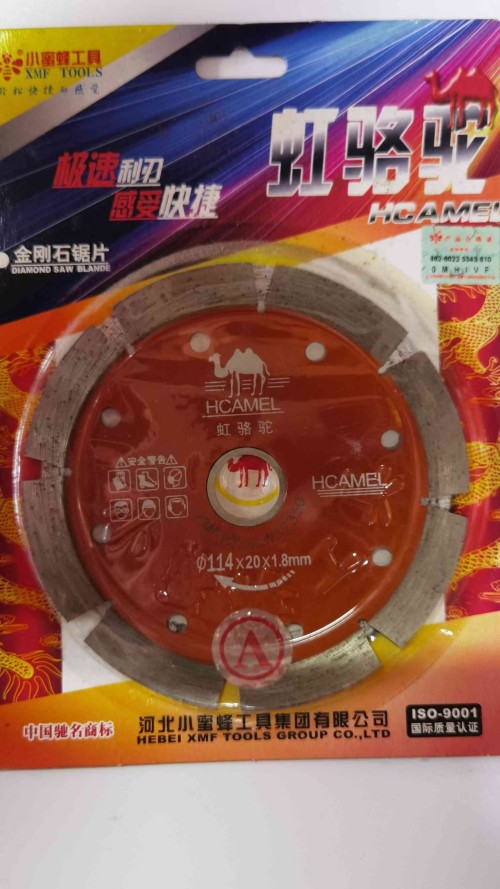 小蜜蜂工具
XMF TOOLS
虹骆驼
HCAMEL
极速利刃
感受快捷
金刚石锯片
DIAMOND SAW BLANDE
0 M H I V F
HCAMEL
虹骆驼
安全警告
HCAMEL
Φ114×20×1.8mm
A
中国驰名商标
河北小蜜蜂工具集团有限公司
HEBEI XMF TOOLS GROUP CO.,LTD
ISO-9001
国际质量认证